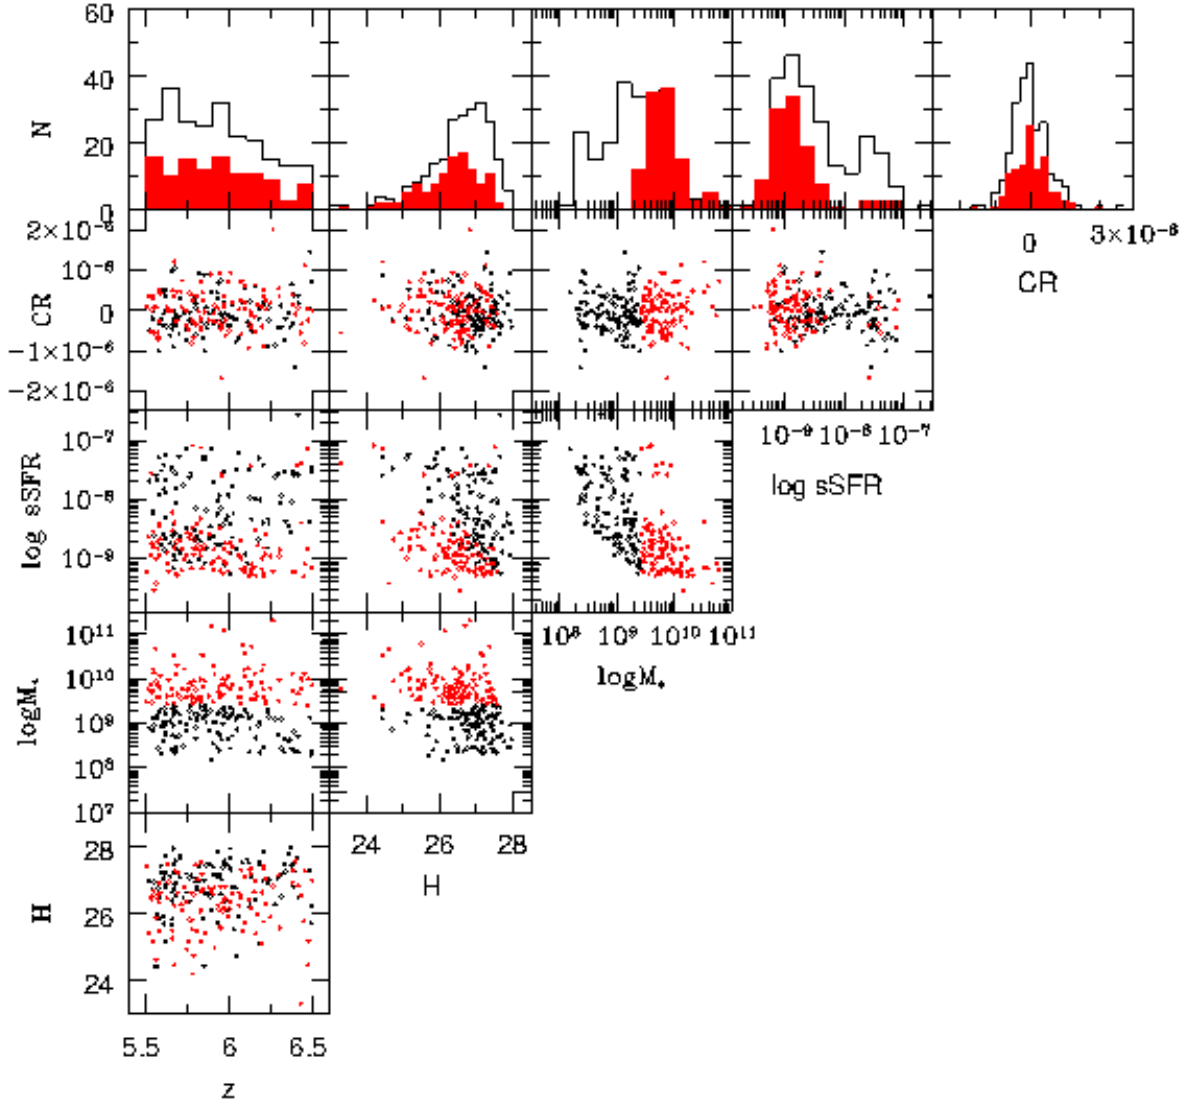 60
40
N
20
0
2×10⁻⁶
10⁻⁶
CR
0
−1×10⁻⁶
−2×10⁻⁶
0
3×10⁻⁶
CR
10⁻⁷
log sSFR
10⁻⁸
10⁻⁹
10⁻⁹ 10⁻⁸ 10⁻⁷
log sSFR
10¹¹
logM*
10¹⁰
10⁹
10⁸
10⁷
10⁸ 10⁹ 10¹⁰ 10¹¹
logM*
28
H
26
24
24 26 28
H
5.5 6 6.5
z